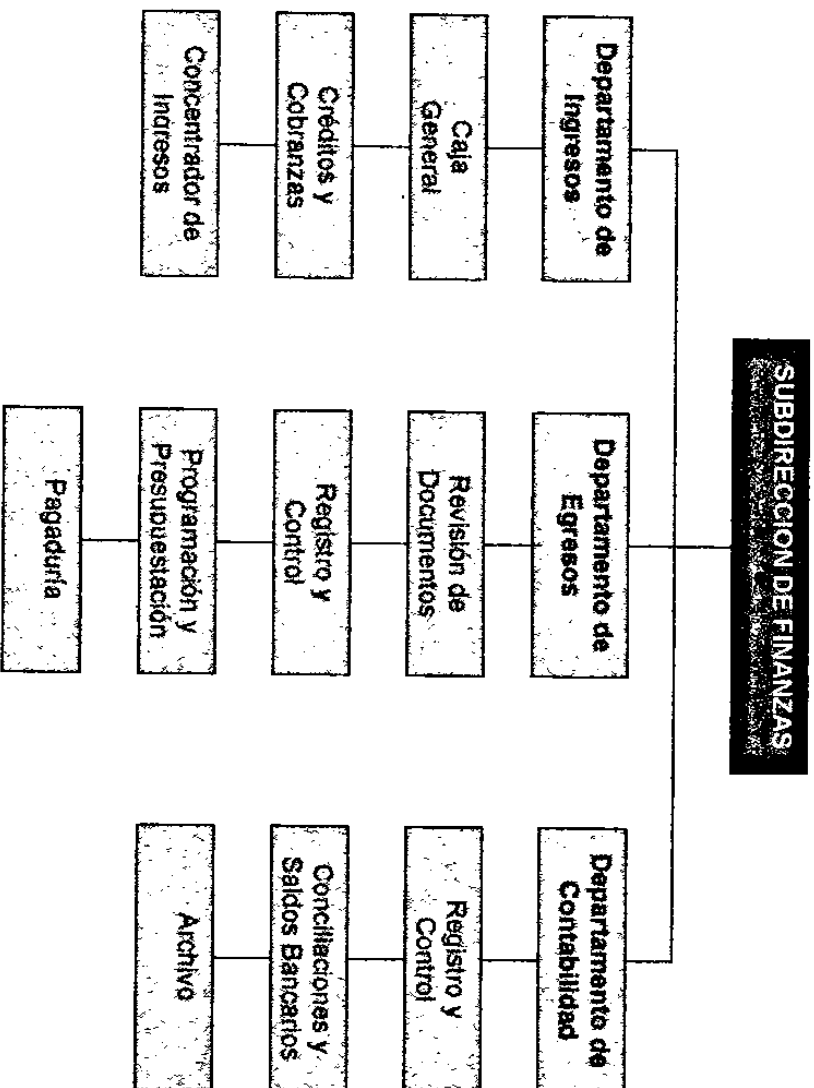 SUBDIRECCION DE FINANZAS
Departamento de
Ingresos
Caja
General
Créditos y
Cobranzas
Concentrador de
Ingresos
Departamento de
Egresos
Revisión de
Documentos
Registro y
Control
Programación y
Presupuestación
Pagaduría
Departamento de
Contabilidad
Registro y
Control
Conciliaciones y
Saldos Bancarios
Archivo